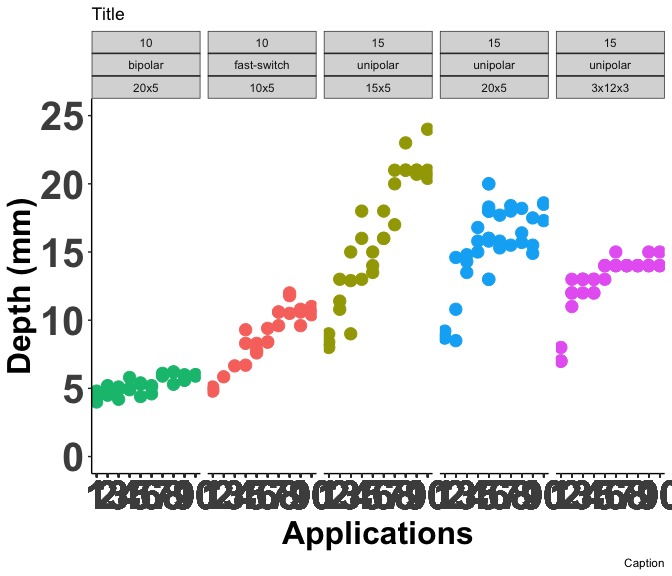 Title
10 10 15 15 15
bipolar fast-switch unipolar unipolar unipolar
20x5 10x5 15x5 20x5 3x12x3
25
20
15
10
5
0
Depth (mm)
Applications
Caption